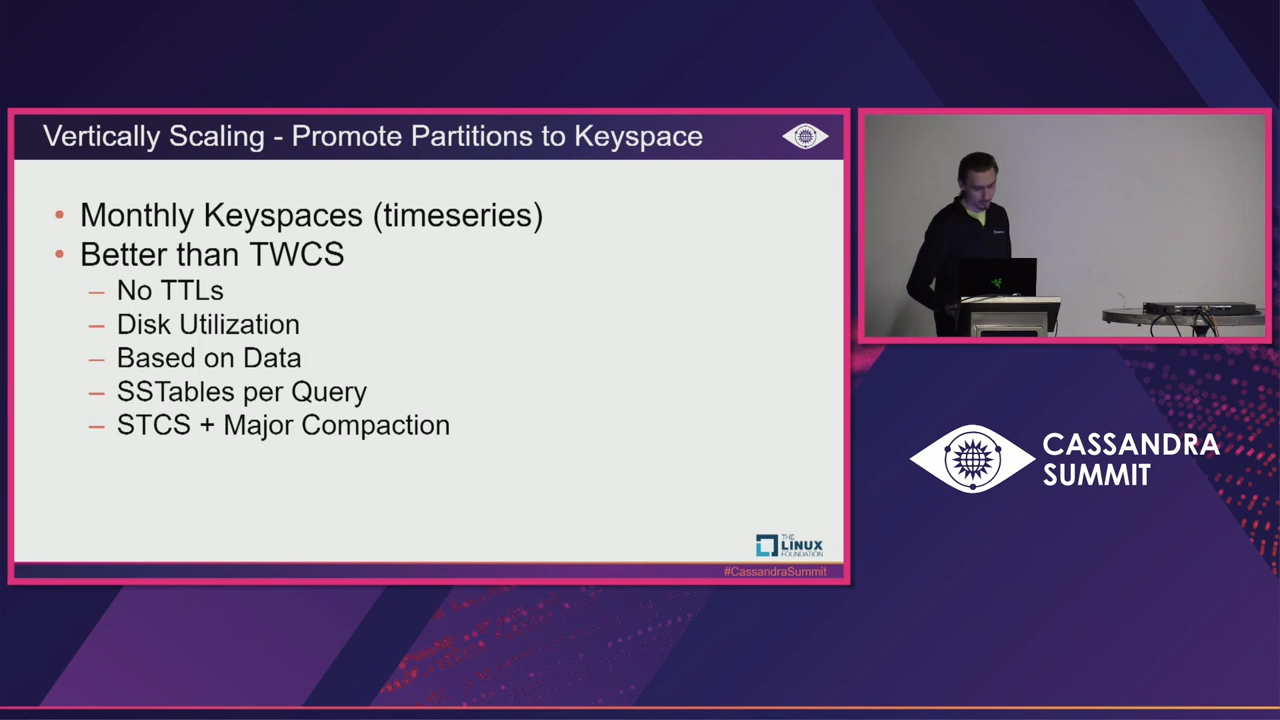 Vertically Scaling - Promote Partitions to Keyspace
• Monthly Keyspaces (timeseries)
• Better than TWCS
– No TTLs
– Disk Utilization
– Based on Data
– SSTables per Query
– STCS + Major Compaction
THE
LINUX
FOUNDATION
#CassandraSummit
CASSANDRA
SUMMIT